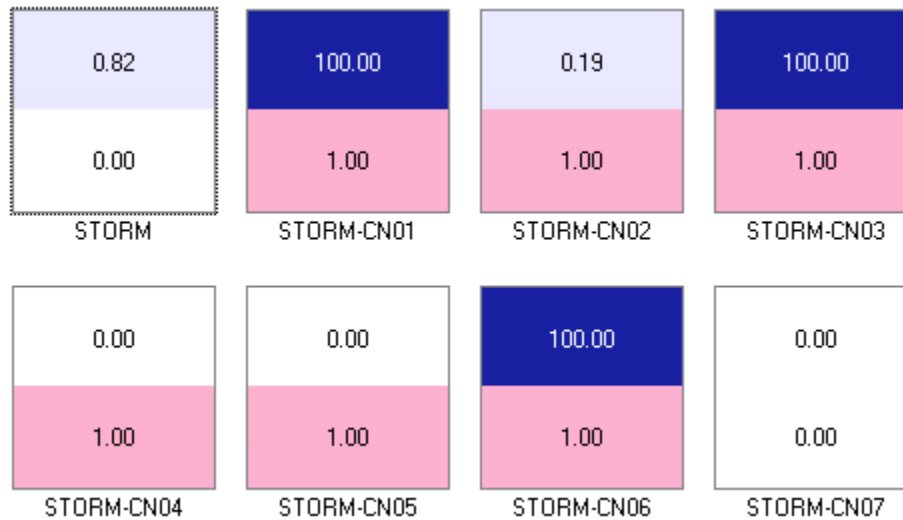 0.82 100.00 0.19 100.00
0.00 1.00 1.00 1.00
STORM STORM-CN01 STORM-CN02 STORM-CN03
0.00 0.00 100.00 0.00
1.00 1.00 1.00 0.00
STORM-CN04 STORM-CN05 STORM-CN06 STORM-CN07